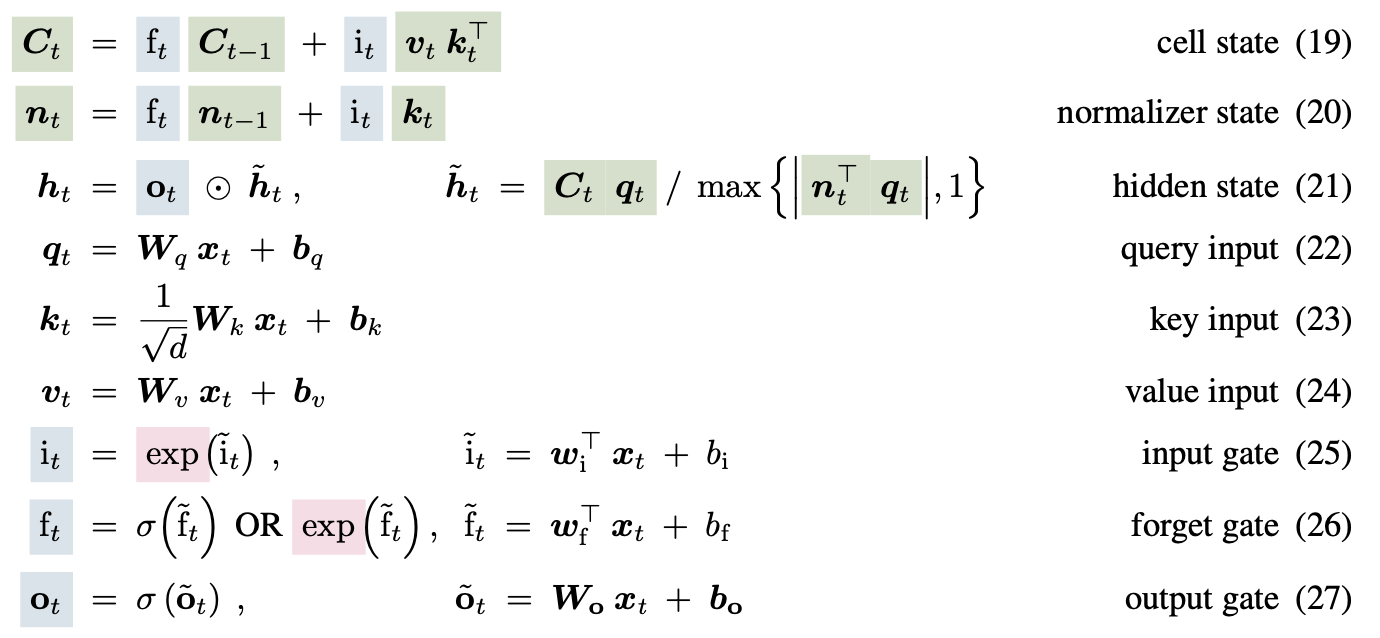 C_t = f_t C_{t−1} + i_t v_t k_t^⊤ cell state (19)
n_t = f_t n_{t−1} + i_t k_t normalizer state (20)
h_t = o_t ⊙ h̃_t , h̃_t = C_t q_t / max{|n_t^⊤ q_t|, 1} hidden state (21)
q_t = W_q x_t + b_q query input (22)
k_t = \frac{1}{\sqrt{d}} W_k x_t + b_k key input (23)
v_t = W_v x_t + b_v value input (24)
i_t = exp(ĩ_t) , ĩ_t = w_i^⊤ x_t + b_i input gate (25)
f_t = σ(f̃_t) OR exp(f̃_t) , f̃_t = w_f^⊤ x_t + b_f forget gate (26)
o_t = σ(õ_t) , õ_t = W_o x_t + b_o output gate (27)